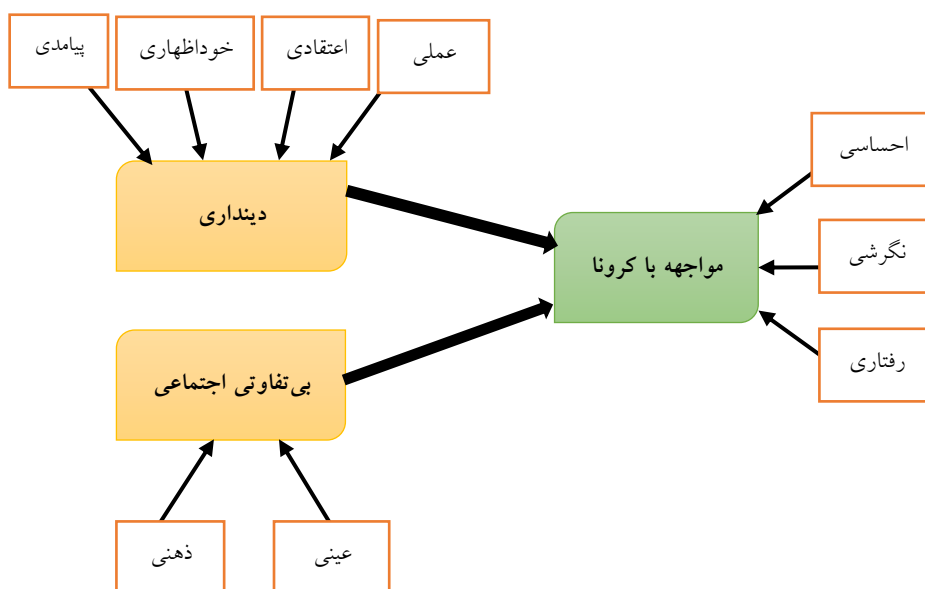 عملی
اعتقادی
خوداظهاری
پیامدی
احساسی
دینداری
نگرشی
مواجهه با کرونا
رفتاری
بی‌تفاوتی اجتماعی
عینی
ذهنی